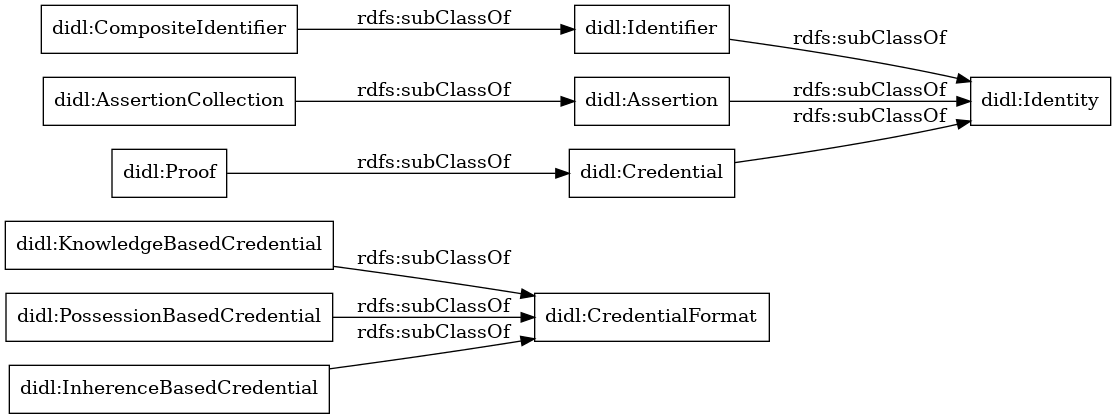 didl:CompositeIdentifier
rdfs:subClassOf
didl:Identifier
rdfs:subClassOf
didl:AssertionCollection
rdfs:subClassOf
didl:Assertion
rdfs:subClassOf
didl:Identity
didl:Proof
rdfs:subClassOf
didl:Credential
rdfs:subClassOf
didl:KnowledgeBasedCredential
rdfs:subClassOf
didl:PossessionBasedCredential
rdfs:subClassOf
didl:CredentialFormat
didl:InherenceBasedCredential
rdfs:subClassOf